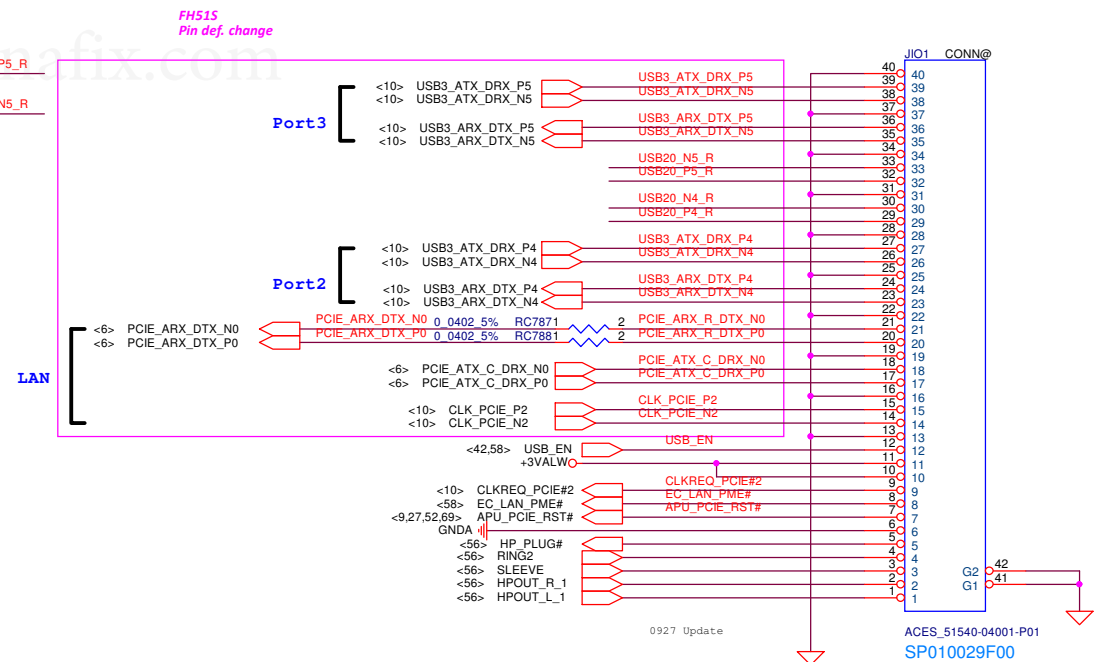 FH51S
Pin def. change
nafix.com
P5_R
N5_R
JIO1 CONN@
<10> USB3_ATX_DRX_P5 USB3_ATX_DRX_P5
<10> USB3_ATX_DRX_N5 USB3_ATX_DRX_N5
Port3
<10> USB3_ARX_DTX_P5 USB3_ARX_DTX_P5
<10> USB3_ARX_DTX_N5 USB3_ARX_DTX_N5
USB20_N5_R
USB20_P5_R
USB20_N4_R
USB20_P4_R
<10> USB3_ATX_DRX_P4 USB3_ATX_DRX_P4
<10> USB3_ATX_DRX_N4 USB3_ATX_DRX_N4
Port2
<10> USB3_ARX_DTX_P4 USB3_ARX_DTX_P4
<10> USB3_ARX_DTX_N4 USB3_ARX_DTX_N4
<6> PCIE_ARX_DTX_N0 PCIE_ARX_DTX_N0 0_0402_5% RC787 1 2 PCIE_ARX_R_DTX_N0
<6> PCIE_ARX_DTX_P0 PCIE_ARX_DTX_P0 0_0402_5% RC788 1 2 PCIE_ARX_R_DTX_P0
LAN
<6> PCIE_ATX_C_DRX_N0 PCIE_ATX_C_DRX_N0
<6> PCIE_ATX_C_DRX_P0 PCIE_ATX_C_DRX_P0
<10> CLK_PCIE_P2 CLK_PCIE_P2
<10> CLK_PCIE_N2 CLK_PCIE_N2
<42,58> USB_EN USB_EN
+3VALW
<10> CLKREQ_PCIE#2 CLKREQ_PCIE#2
<58> EC_LAN_PME# EC_LAN_PME#
<9,27,52,69> APU_PCIE_RST# APU_PCIE_RST#
GNDA
<56> HP_PLUG#
<56> RING2
<56> SLEEVE
<56> HPOUT_R_1
<56> HPOUT_L_1
40 40
39 39
38 38
37 37
36 36
35 35
34 34
33 33
32 32
31 31
30 30
29 29
28 28
27 27
26 26
25 25
24 24
23 23
22 22
21 21
20 20
19 19
18 18
17 17
16 16
15 15
14 14
13 13
12 12
11 11
10 10
9 9
8 8
7 7
6 6
5 5
4 4
3 3
2 2
1 1
G2 42
G1 41
0927 Update
ACES_51540-04001-P01
SP010029F00